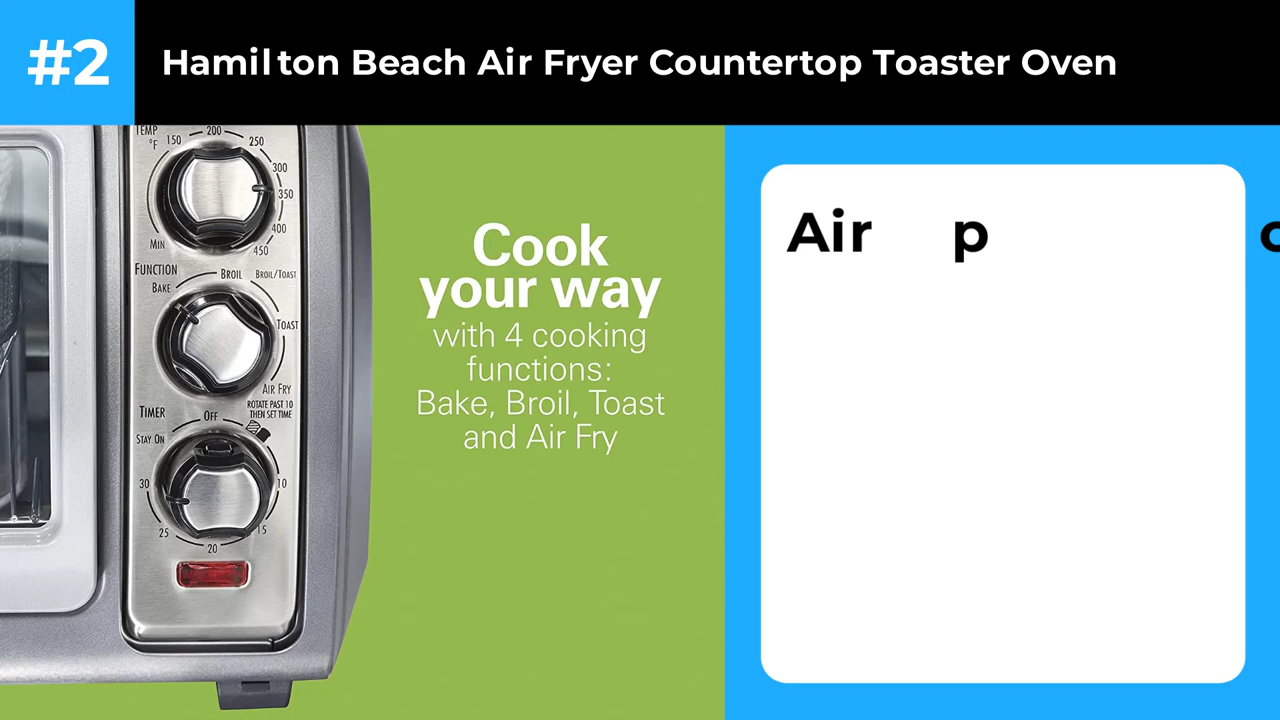 #2
Hamilton Beach Air Fryer Countertop Toaster Oven
TEMP
°F
150
200
250
300
350
400
450
MIN
FUNCTION
BROIL
BROIL/TOAST
BAKE
TOAST
AIR FRY
ROTATE PAST 10
THEN SET TIME
TIMER
OFF
STAY ON
30
10
25
15
20
Cook
your way
with 4 cooking
functions:
Bake, Broil, Toast
and Air Fry
Air p